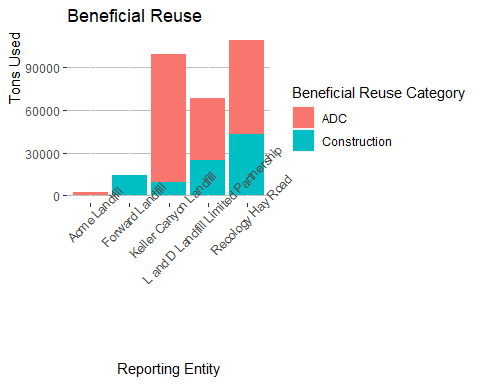 Beneficial Reuse
Tons Used
90000
60000
30000
0
Acme Landfill
Forward Landfill
Keller Canyon Landfill
L and D Landfill Limited Partnership
Recology Hay Road
Reporting Entity
Beneficial Reuse Category
ADC
Construction